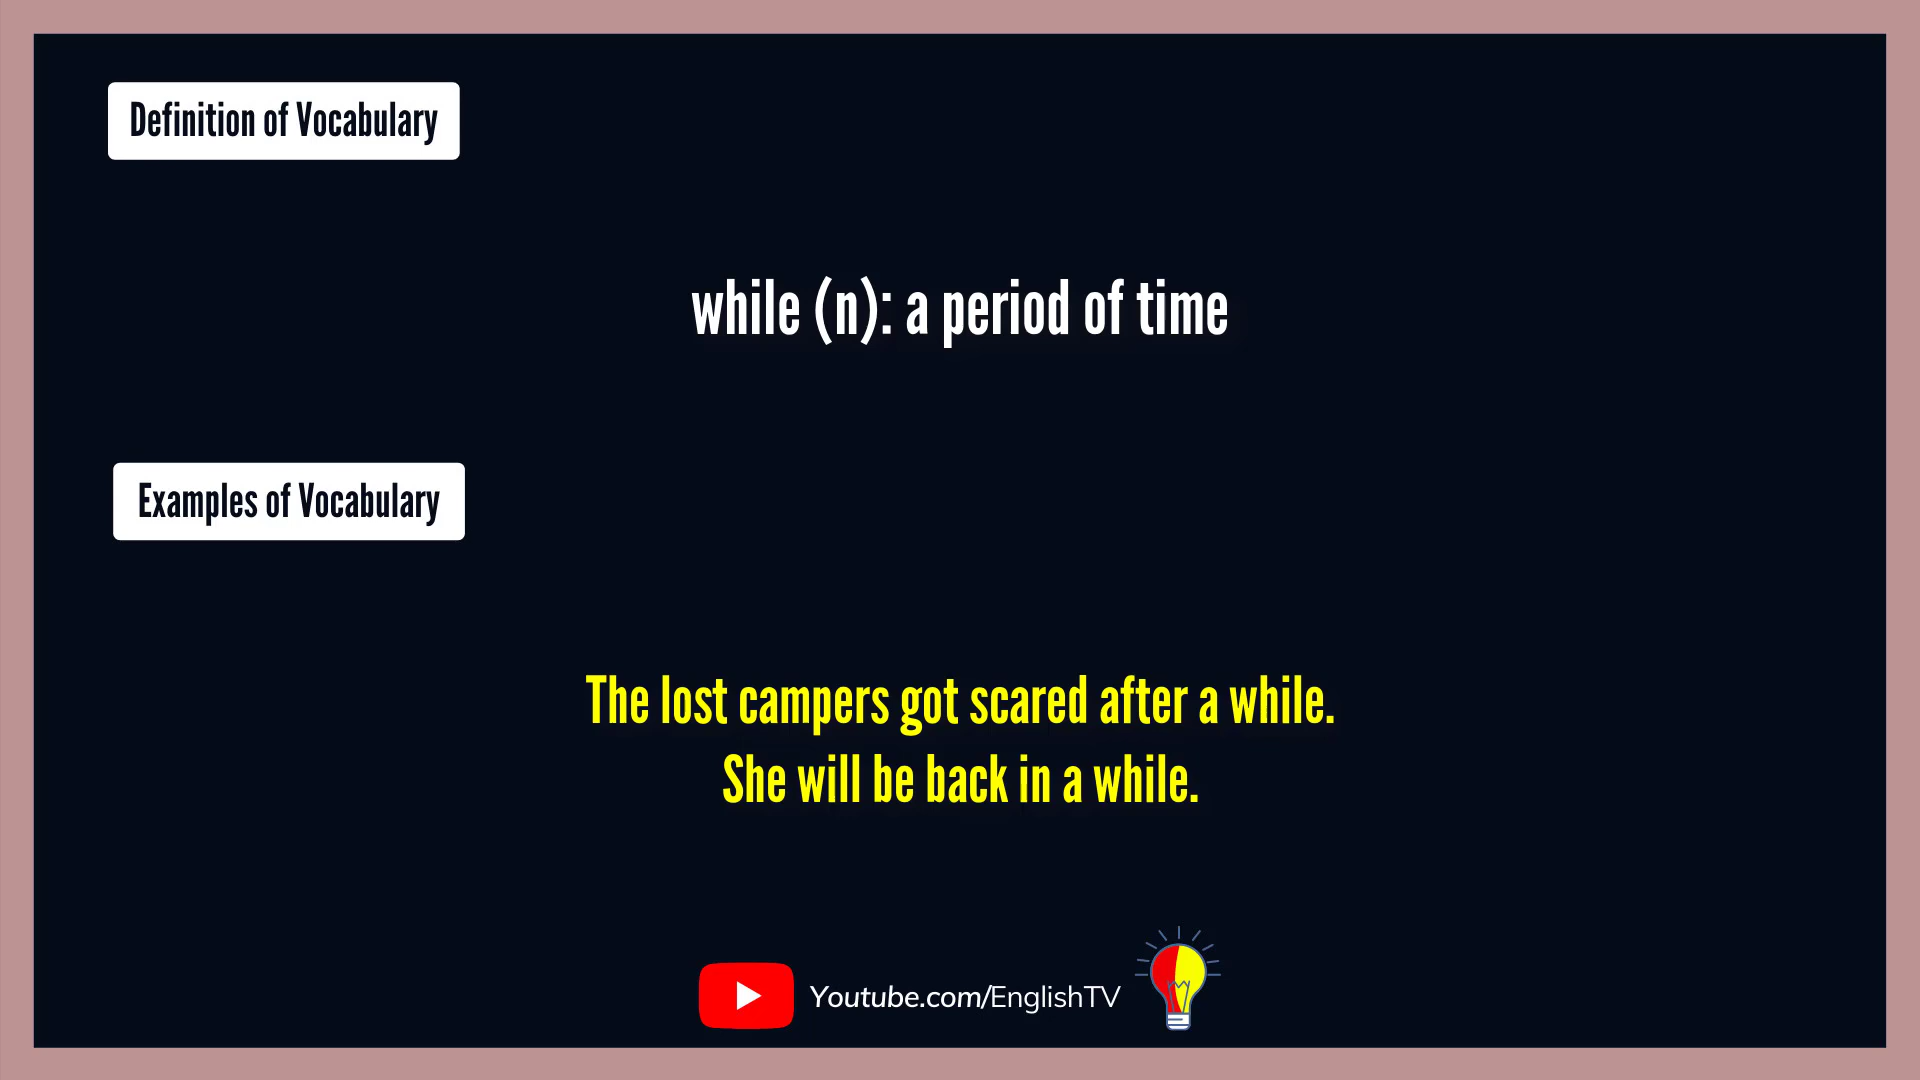 Definition of Vocabulary
while (n): a period of time
Examples of Vocabulary
The lost campers got scared after a while.
She will be back in a while.
Youtube.com/EnglishTV